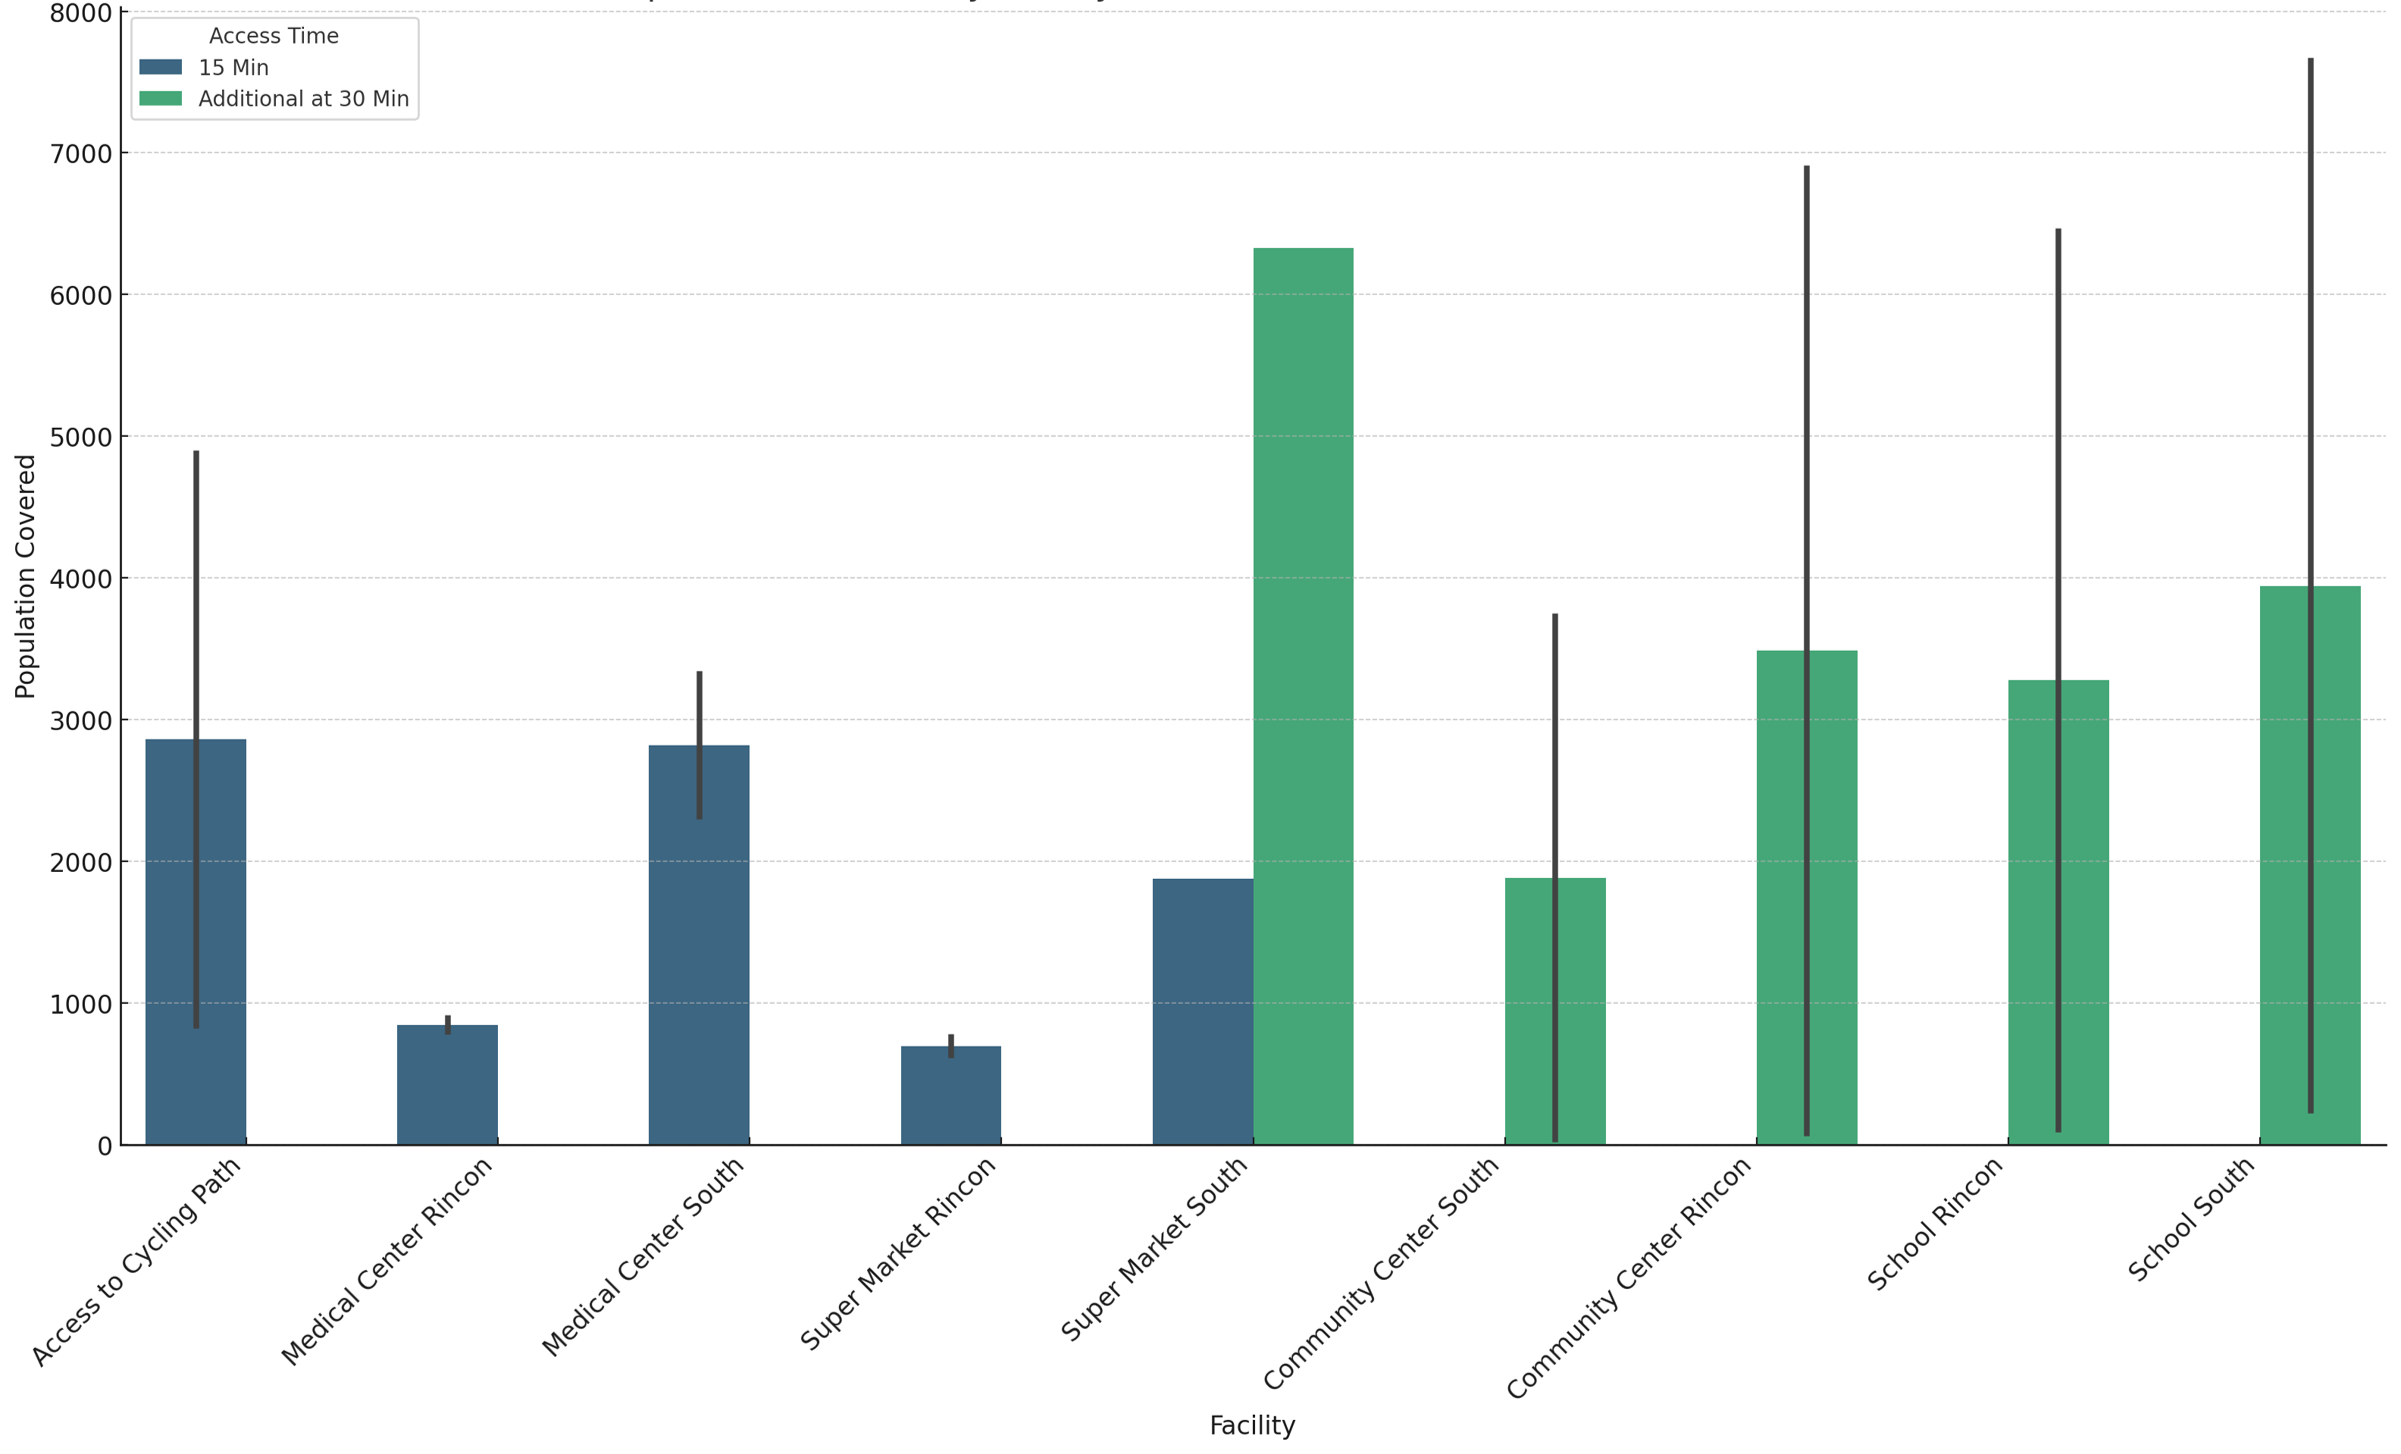 8000
7000
6000
5000
4000
3000
2000
1000
0
Population Covered
Access Time
15 Min
Additional at 30 Min
Access to Cycling Path
Medical Center Rincon
Medical Center South
Super Market Rincon
Super Market South
Community Center South
Community Center Rincon
School Rincon
School South
Facility